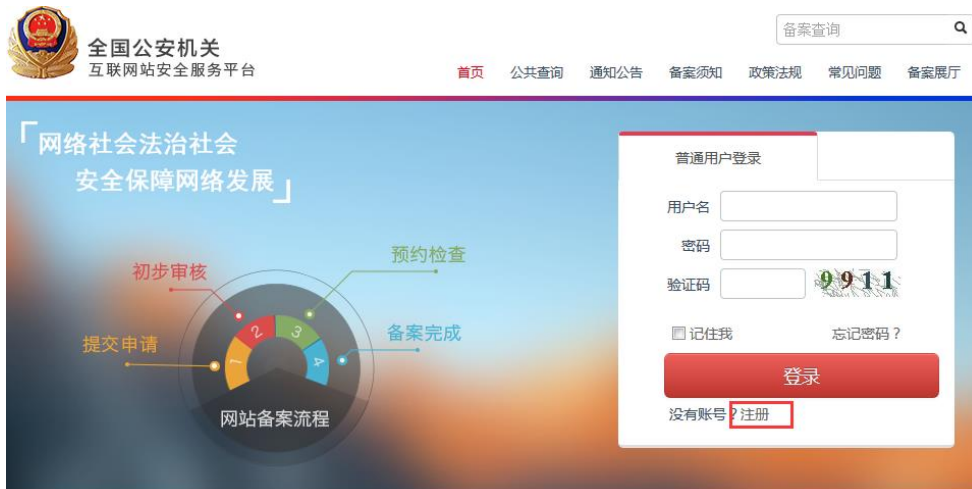 备案查询
全国公安机关
互联网站安全服务平台
首页 公共查询 通知公告 备案须知 政策法规 常见问题 备案展厅
「网络社会法治社会
安全保障网络发展」
普通用户登录
用户名
密码
验证码 9911
记住我 忘记密码?
登录
没有账号?注册
预约检查
初步审核
备案完成
提交申请
1 2 3 4
网站备案流程